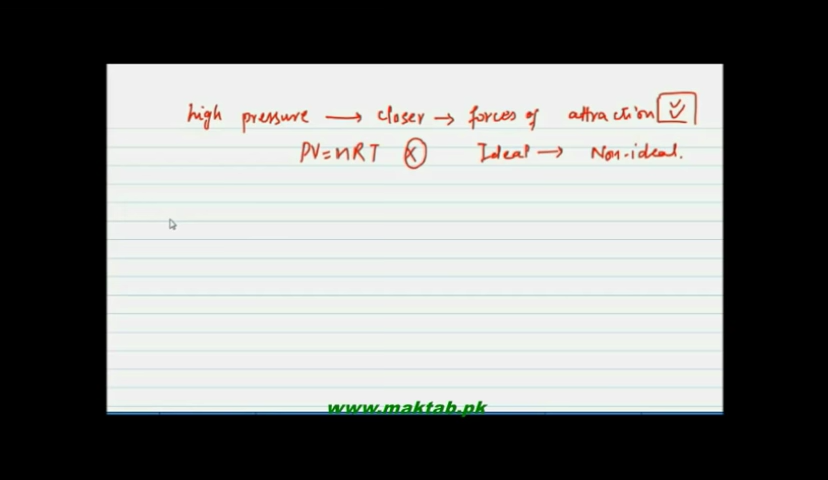 high pressure → closer → forces of attraction
PV=nRT × Ideal → Non-ideal.
www.maktab.pk